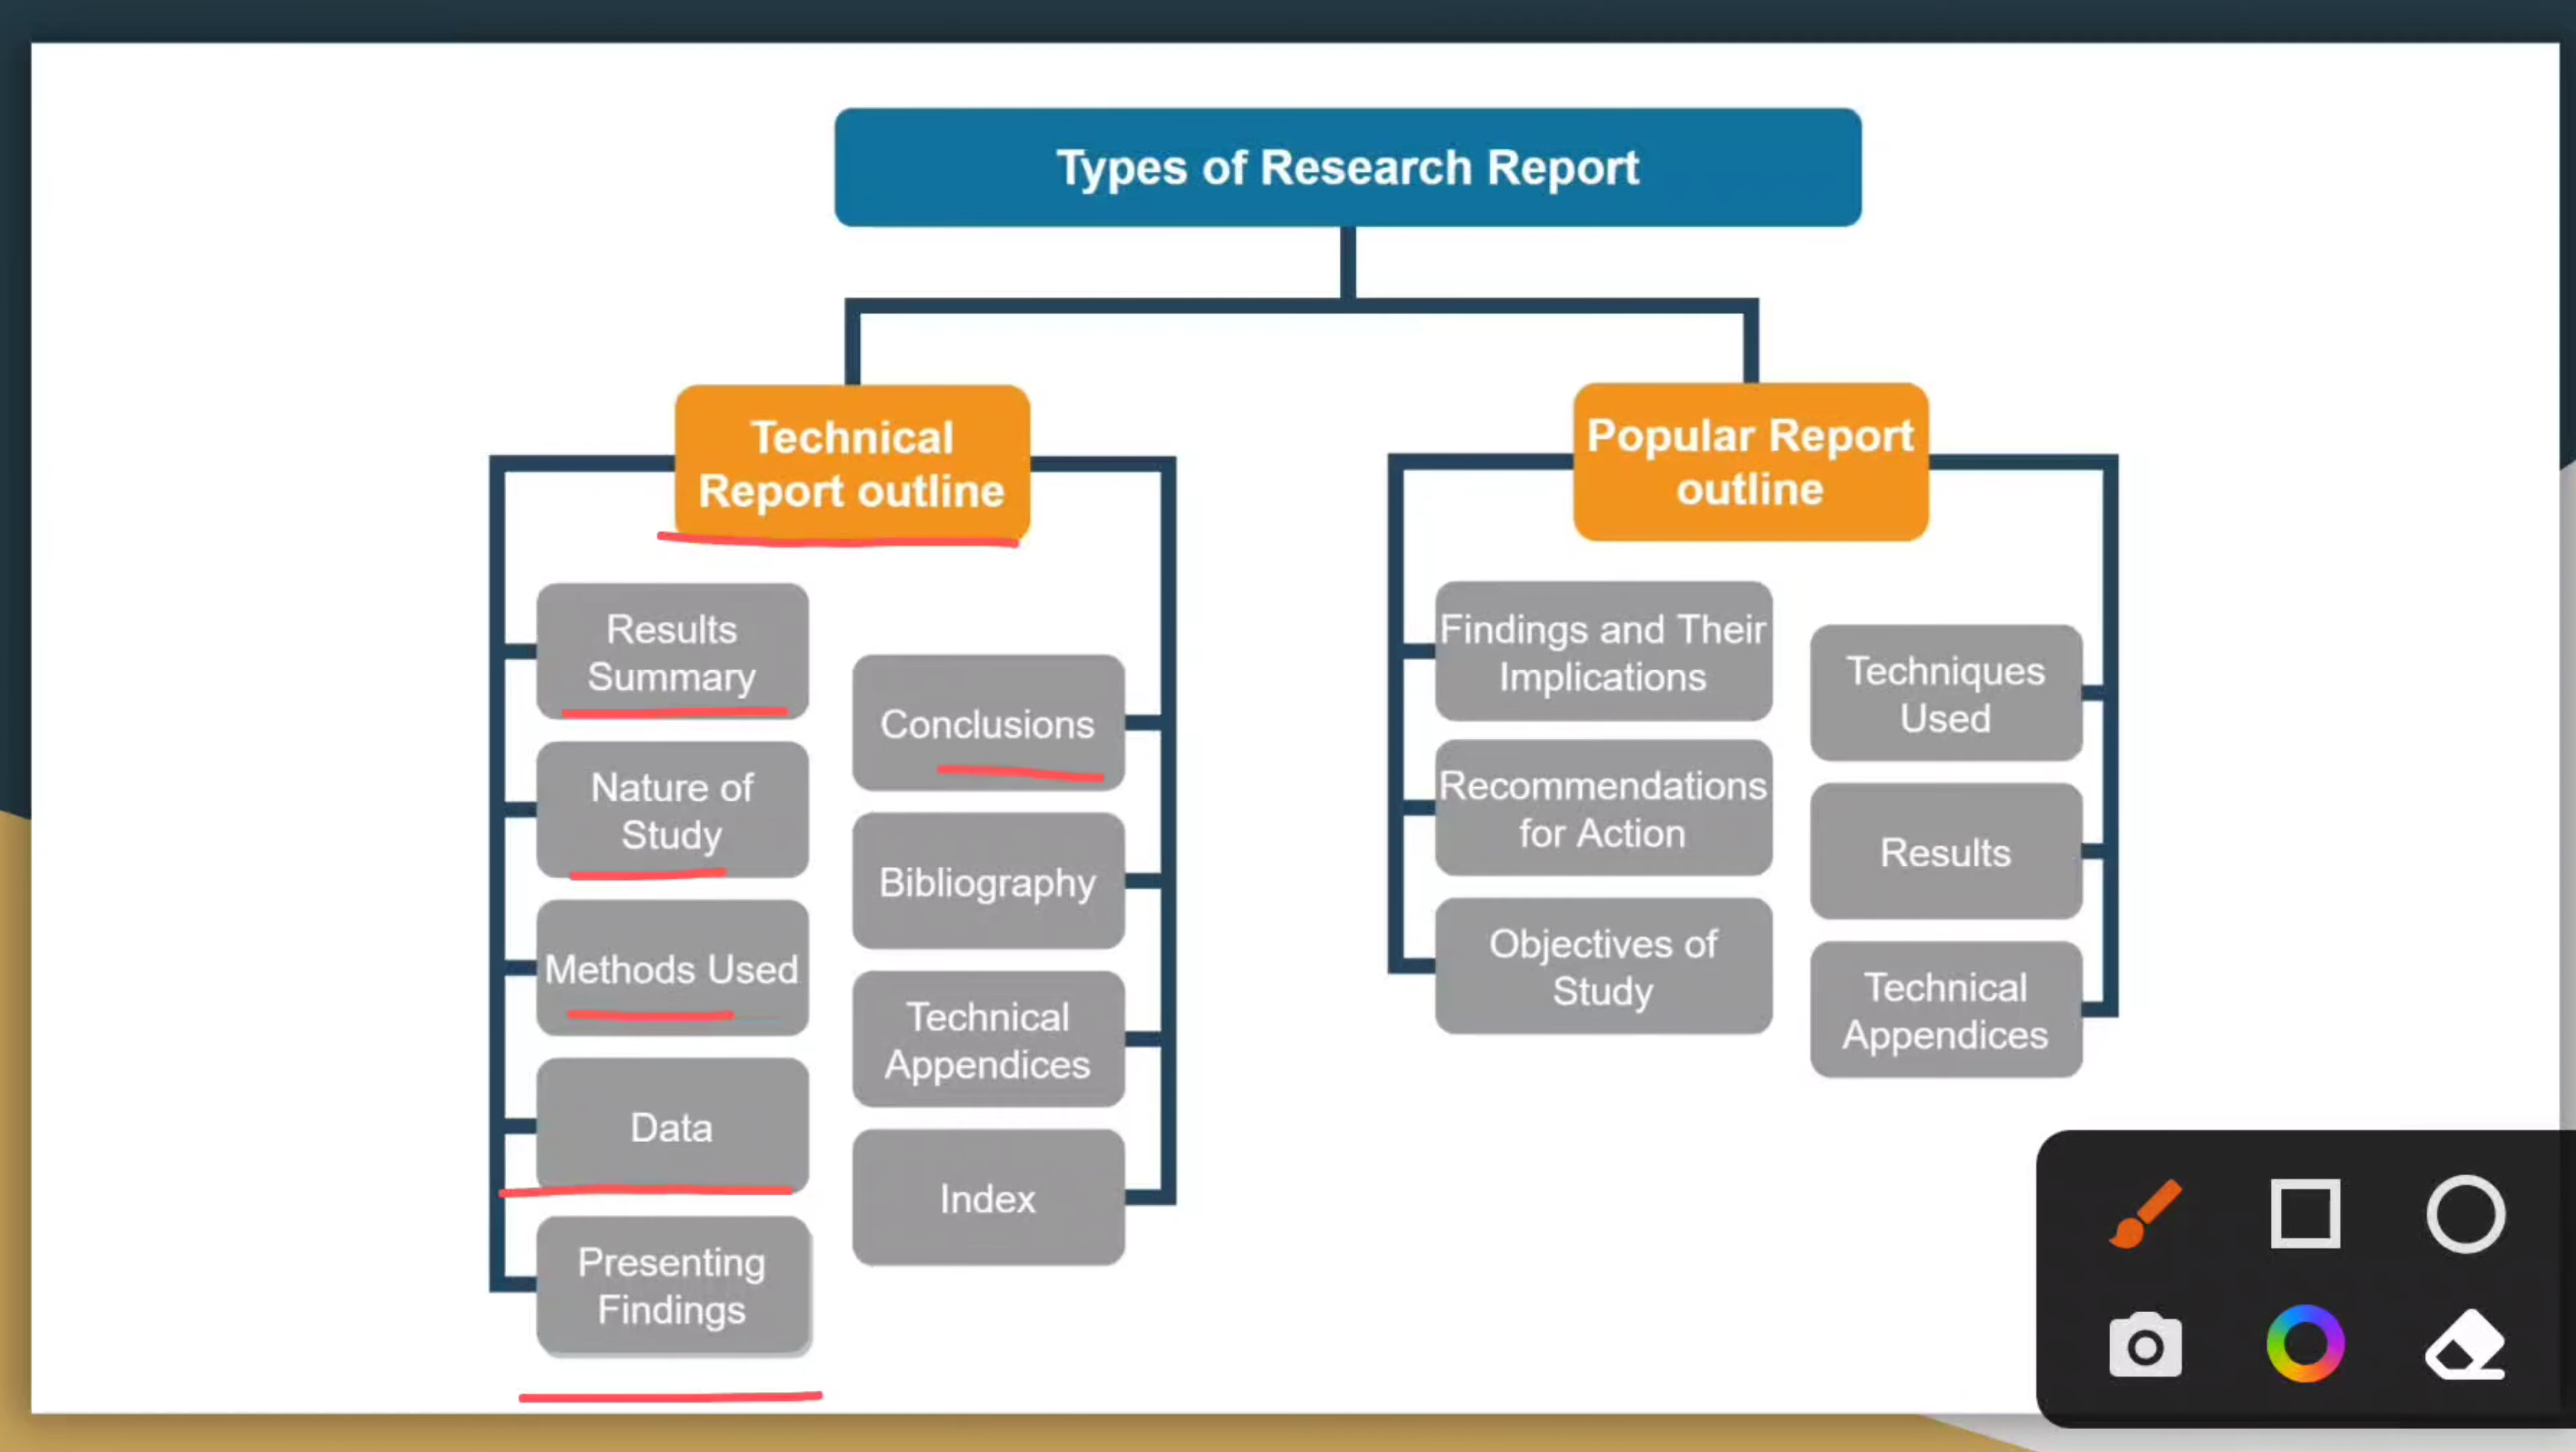 Types of Research Report
Technical
Report outline
Results
Summary
Nature of
Study
Methods Used
Data
Presenting
Findings
Conclusions
Bibliography
Technical
Appendices
Index
Popular Report
outline
Findings and Their
Implications
Recommendations
for Action
Objectives of
Study
Techniques
Used
Results
Technical
Appendices